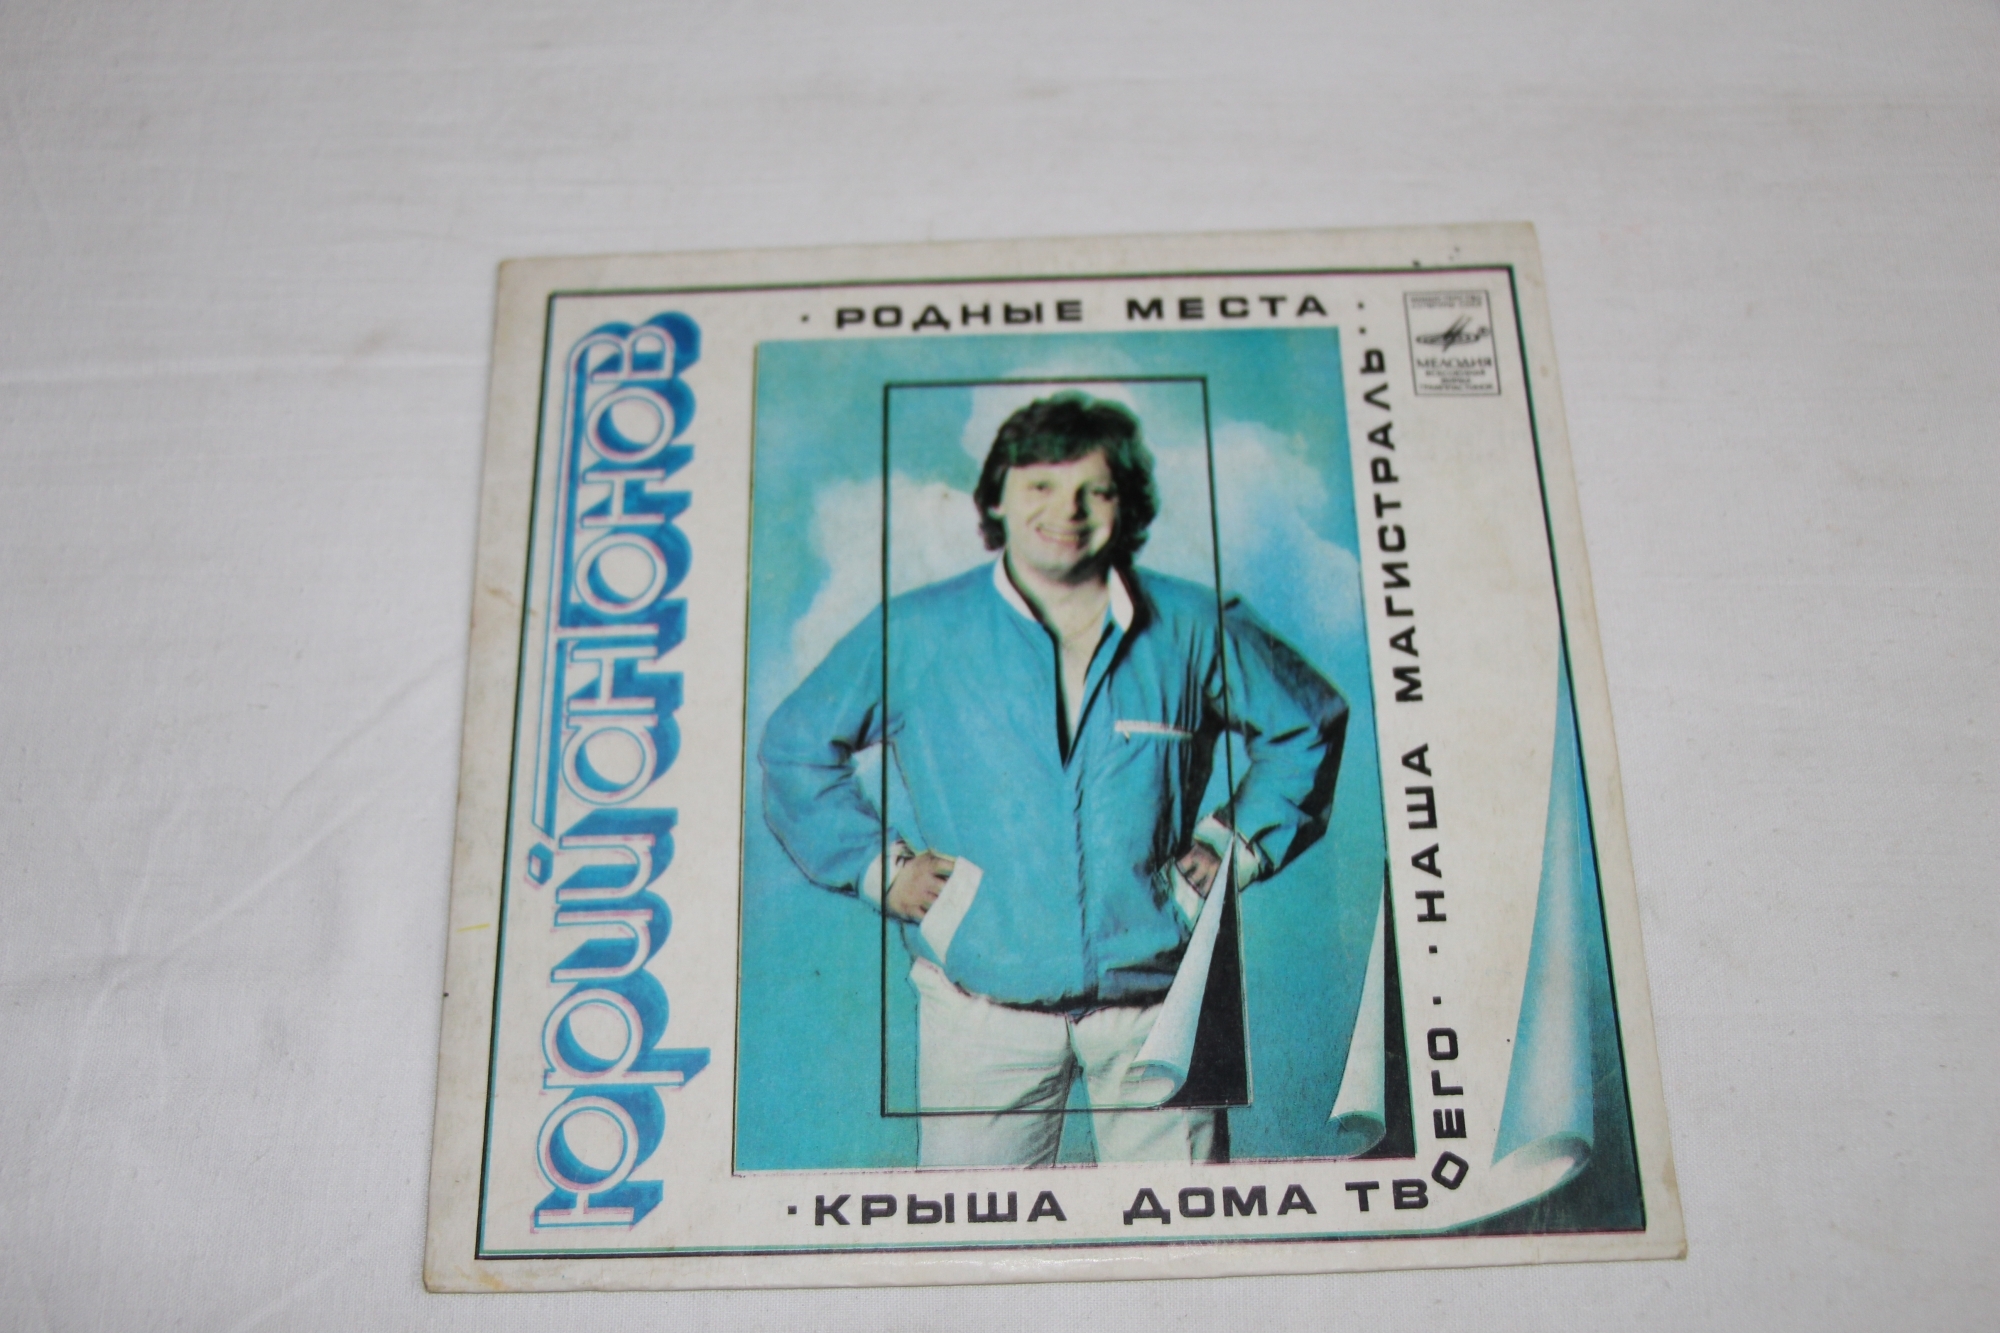 Юрий антонов
· РОДНЫЕ МЕСТА ·
· КРЫША ДОМА ТВОЕГО ·
· НАША МАГИСТРАЛЬ ·
МЕЛОДИЯ